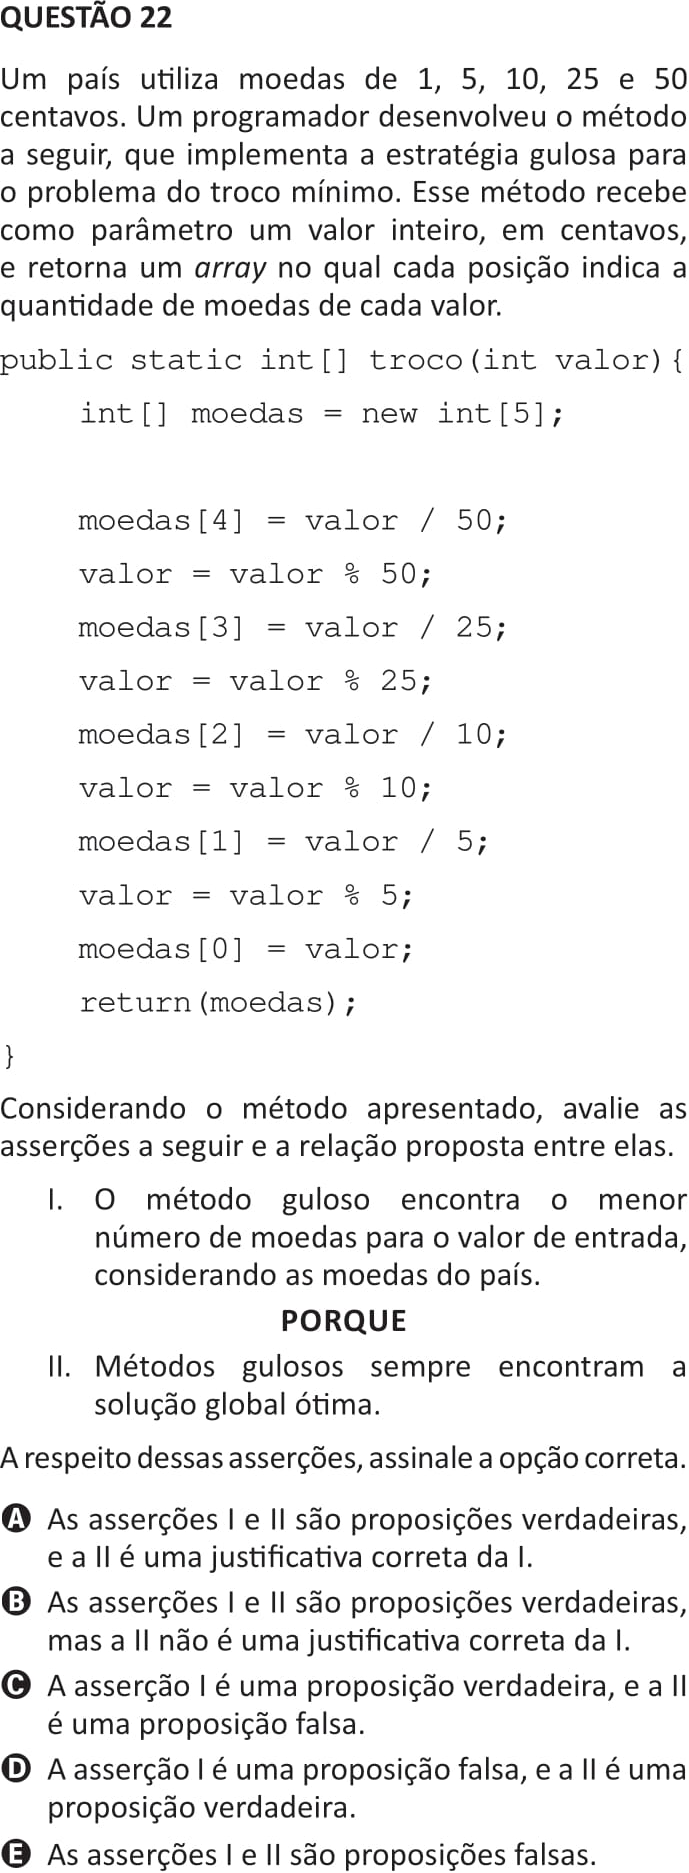 QUESTÃO 22
Um país utiliza moedas de 1, 5, 10, 25 e 50
centavos. Um programador desenvolveu o método
a seguir, que implementa a estratégia gulosa para
o problema do troco mínimo. Esse método recebe
como parâmetro um valor inteiro, em centavos,
e retorna um array no qual cada posição indica a
quantidade de moedas de cada valor.
public static int[] troco(int valor){
int[] moedas = new int[5];
moedas[4] = valor / 50;
valor = valor % 50;
moedas[3] = valor / 25;
valor = valor % 25;
moedas[2] = valor / 10;
valor = valor % 10;
moedas[1] = valor / 5;
valor = valor % 5;
moedas[0] = valor;
return(moedas);
}
Considerando o método apresentado, avalie as
asserções a seguir e a relação proposta entre elas.
I. O método guloso encontra o menor
número de moedas para o valor de entrada,
considerando as moedas do país.
PORQUE
II. Métodos gulosos sempre encontram a
solução global ótima.
A respeito dessas asserções, assinale a opção correta.
A As asserções I e II são proposições verdadeiras,
e a II é uma justificativa correta da I.
B As asserções I e II são proposições verdadeiras,
mas a II não é uma justificativa correta da I.
C A asserção I é uma proposição verdadeira, e a II
é uma proposição falsa.
D A asserção I é uma proposição falsa, e a II é uma
proposição verdadeira.
E As asserções I e II são proposições falsas.